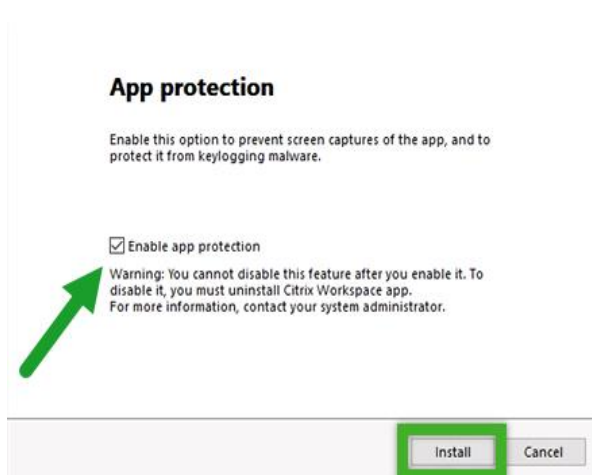 App protection
Enable this option to prevent screen captures of the app, and to
protect it from keylogging malware.
Enable app protection
Warning: You cannot disable this feature after you enable it. To
disable it, you must uninstall Citrix Workspace app.
For more information, contact your system administrator.
Install
Cancel